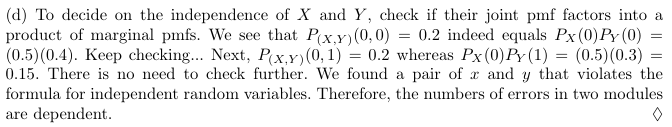 (d) To decide on the independence of X and Y, check if their joint pmf factors into a
product of marginal pmfs. We see that P_{(X,Y)}(0, 0) = 0.2 indeed equals P_X(0)P_Y(0) =
(0.5)(0.4). Keep checking... Next, P_{(X,Y)}(0, 1) = 0.2 whereas P_X(0)P_Y(1) = (0.5)(0.3) =
0.15. There is no need to check further. We found a pair of x and y that violates the
formula for independent random variables. Therefore, the numbers of errors in two modules
are dependent. ♢